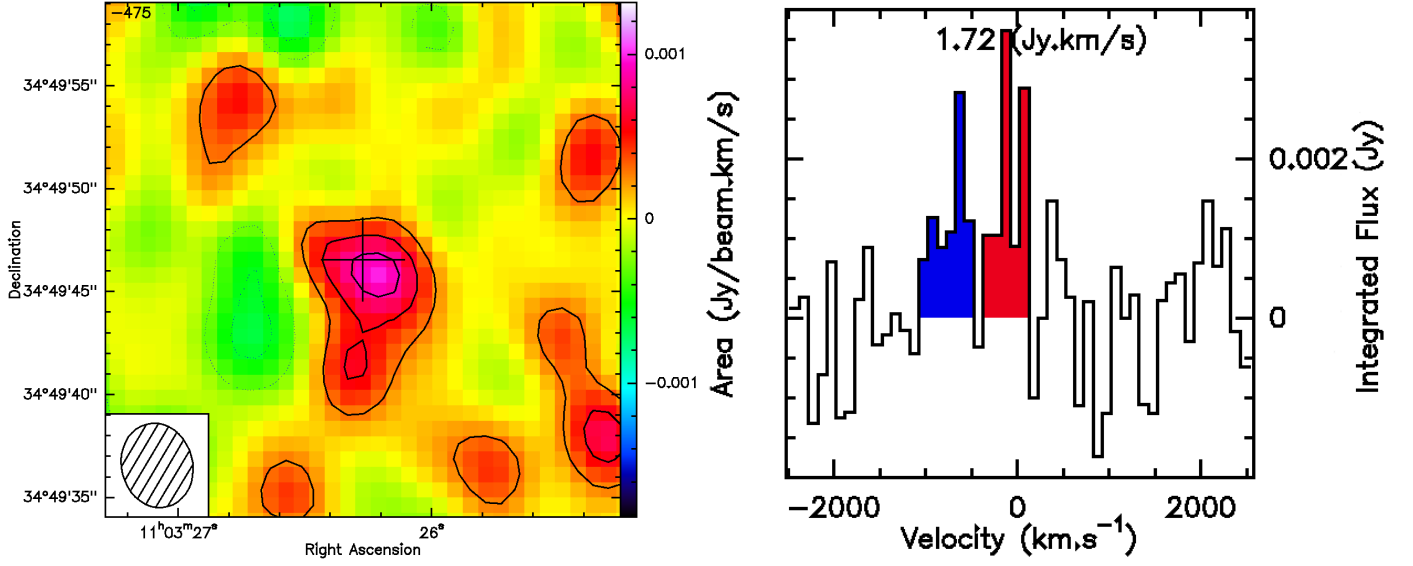 −475
34°49'55"
34°49'50"
34°49'45"
34°49'40"
34°49'35"
Declination
11ʰ03ᵐ27ˢ
26ˢ
Right Ascension
0.001
0
−0.001
1.72 (Jy.km/s)
Area (Jy/beam.km/s)
0.002
0
Integrated Flux (Jy)
−2000
0
2000
Velocity (km.s⁻¹)